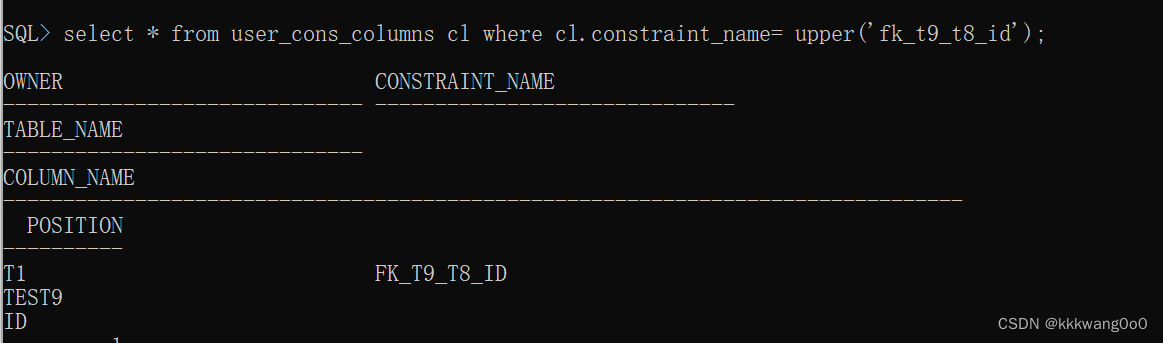 SQL> select * from user_cons_columns cl where cl.constraint_name= upper('fk_t9_t8_id');
OWNER                          CONSTRAINT_NAME
------------------------------ ------------------------------
TABLE_NAME
------------------------------
COLUMN_NAME
--------------------------------------------------------------------------------
  POSITION
----------
T1                             FK_T9_T8_ID
TEST9
ID
CSDN @kkkwang0o0